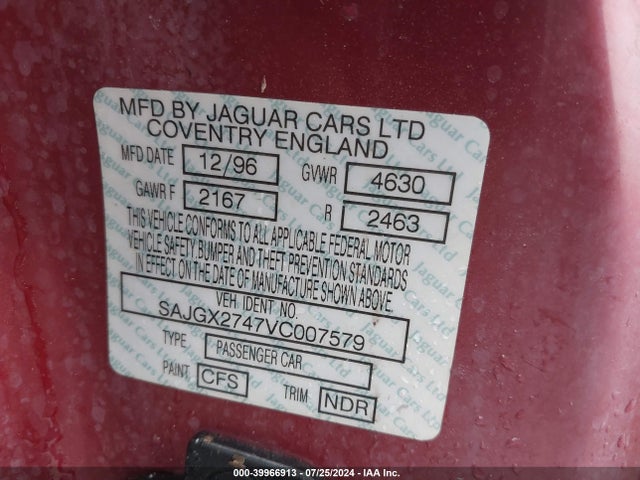 MFD BY JAGUAR CARS LTD
COVENTRY ENGLAND
MFD DATE 12/96 GVWR 4630
GAWR F 2167 R 2463
THIS VEHICLE CONFORMS TO ALL APPLICABLE FEDERAL MOTOR
VEHICLE SAFETY BUMPER AND THEFT PREVENTION STANDARDS
IN EFFECT ON THE DATE OF MANUFACTURE SHOWN ABOVE.
VEH. IDENT NO.
SAJGX2747VC007579
TYPE PASSENGER CAR
PAINT CFS TRIM NDR
000-39966913 - 07/25/2024 - IAA Inc.